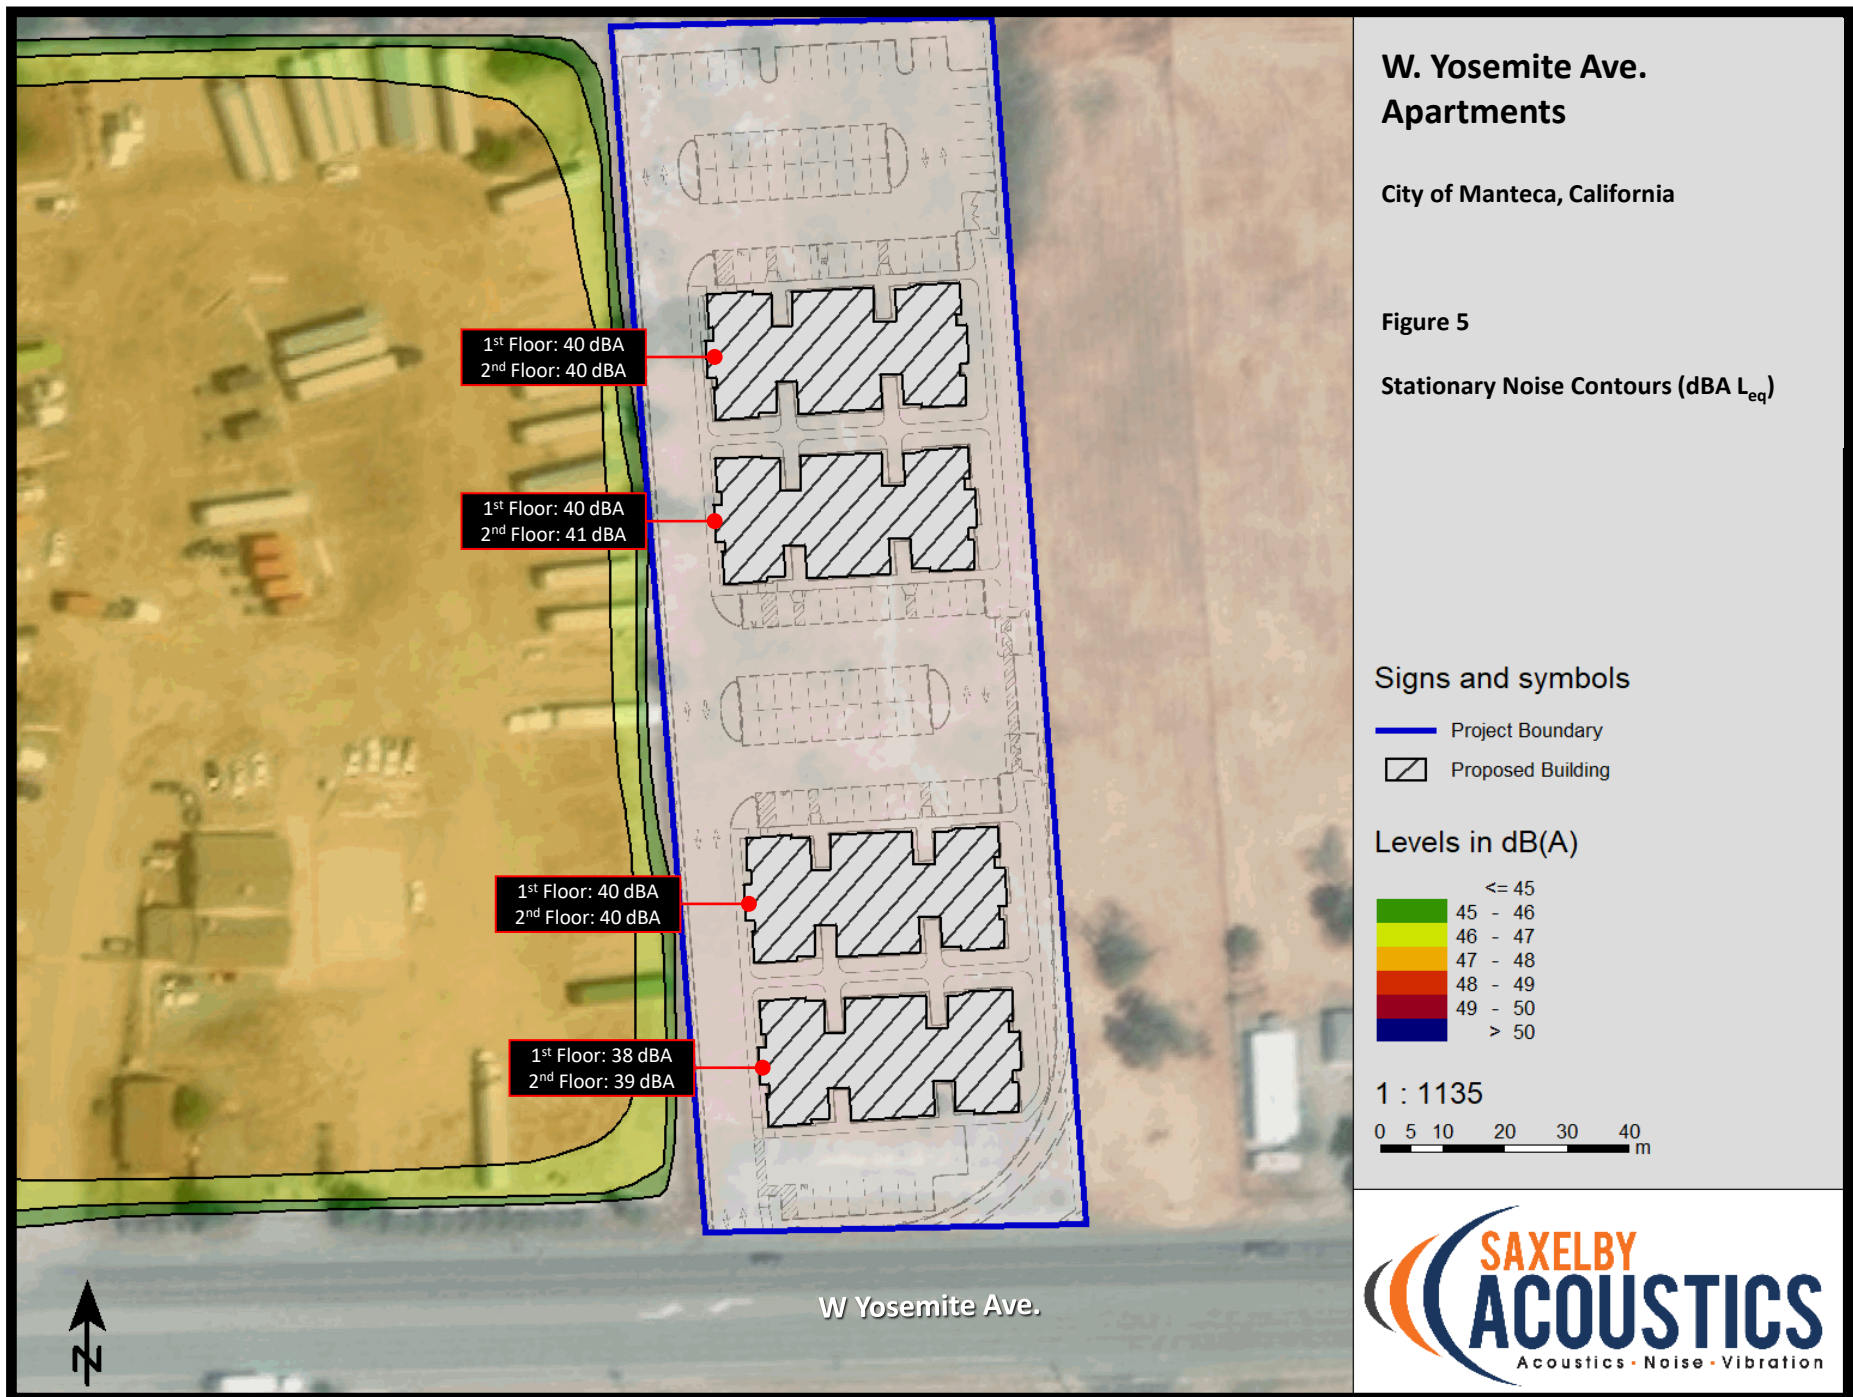 W. Yosemite Ave.
Apartments
City of Manteca, California
Figure 5
Stationary Noise Contours (dBA Leq)
1st Floor: 40 dBA
2nd Floor: 40 dBA
1st Floor: 40 dBA
2nd Floor: 41 dBA
1st Floor: 40 dBA
2nd Floor: 40 dBA
1st Floor: 38 dBA
2nd Floor: 39 dBA
W Yosemite Ave.
N
Signs and symbols
Project Boundary
Proposed Building
Levels in dB(A)
<= 45
45 - 46
46 - 47
47 - 48
48 - 49
49 - 50
> 50
1 : 1135
0 5 10 20 30 40
m
SAXELBY
ACOUSTICS
Acoustics · Noise · Vibration